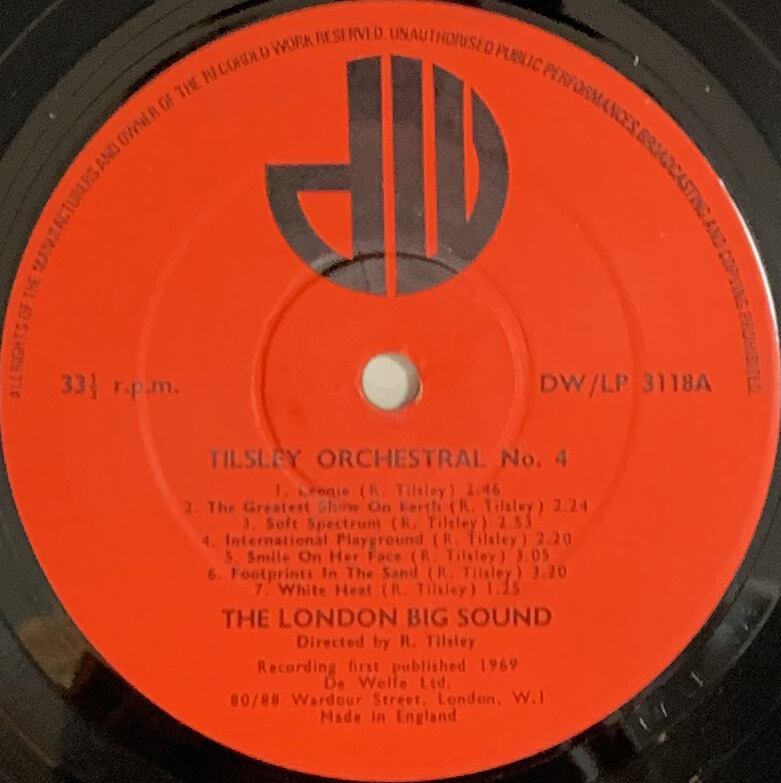 ALL RIGHTS OF THE MANUFACTURERS AND OWNER OF THE RECORDED WORK RESERVED. UNAUTHORISED PUBLIC PERFORMANCES BROADCASTING AND COPYING PROHIBITED.
dw
33⅓ r.p.m.
DW/LP 3118A
TILSLEY ORCHESTRAL No. 4
1. Leonie (R. Tilsley) 2.46
2. The Greatest Show On Earth (R. Tilsley) 2.24
3. Soft Spectrum (R. Tilsley) 2.53
4. International Playground (R. Tilsley) 2.20
5. Smile On Her Face (R. Tilsley) 3.05
6. Footprints In The Sand (R. Tilsley) 3.20
7. White Heat (R. Tilsley) 1.25
THE LONDON BIG SOUND
Directed by R. Tilsley
Recording first published 1969
De Wolfe Ltd.
80/88 Wardour Street, London, W.1
Made in England